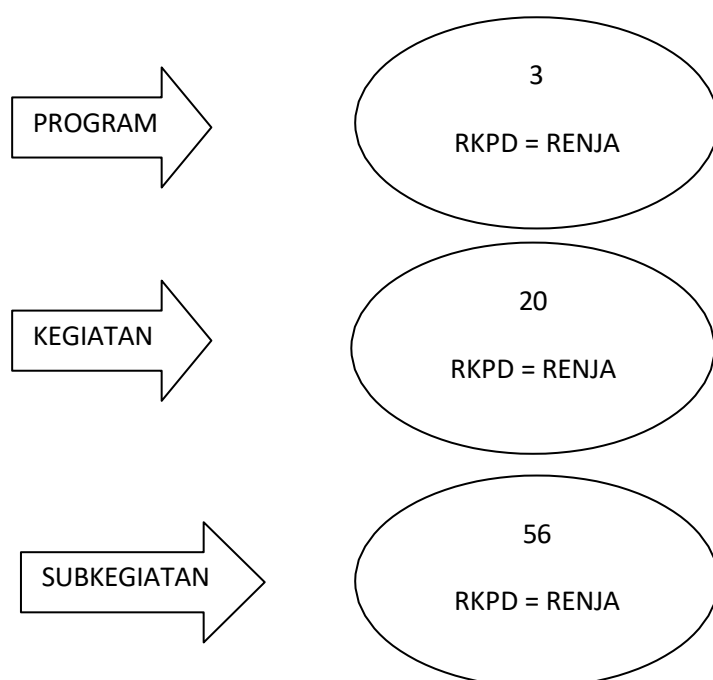 PROGRAM
3
RKPD = RENJA
KEGIATAN
20
RKPD = RENJA
SUBKEGIATAN
56
RKPD = RENJA